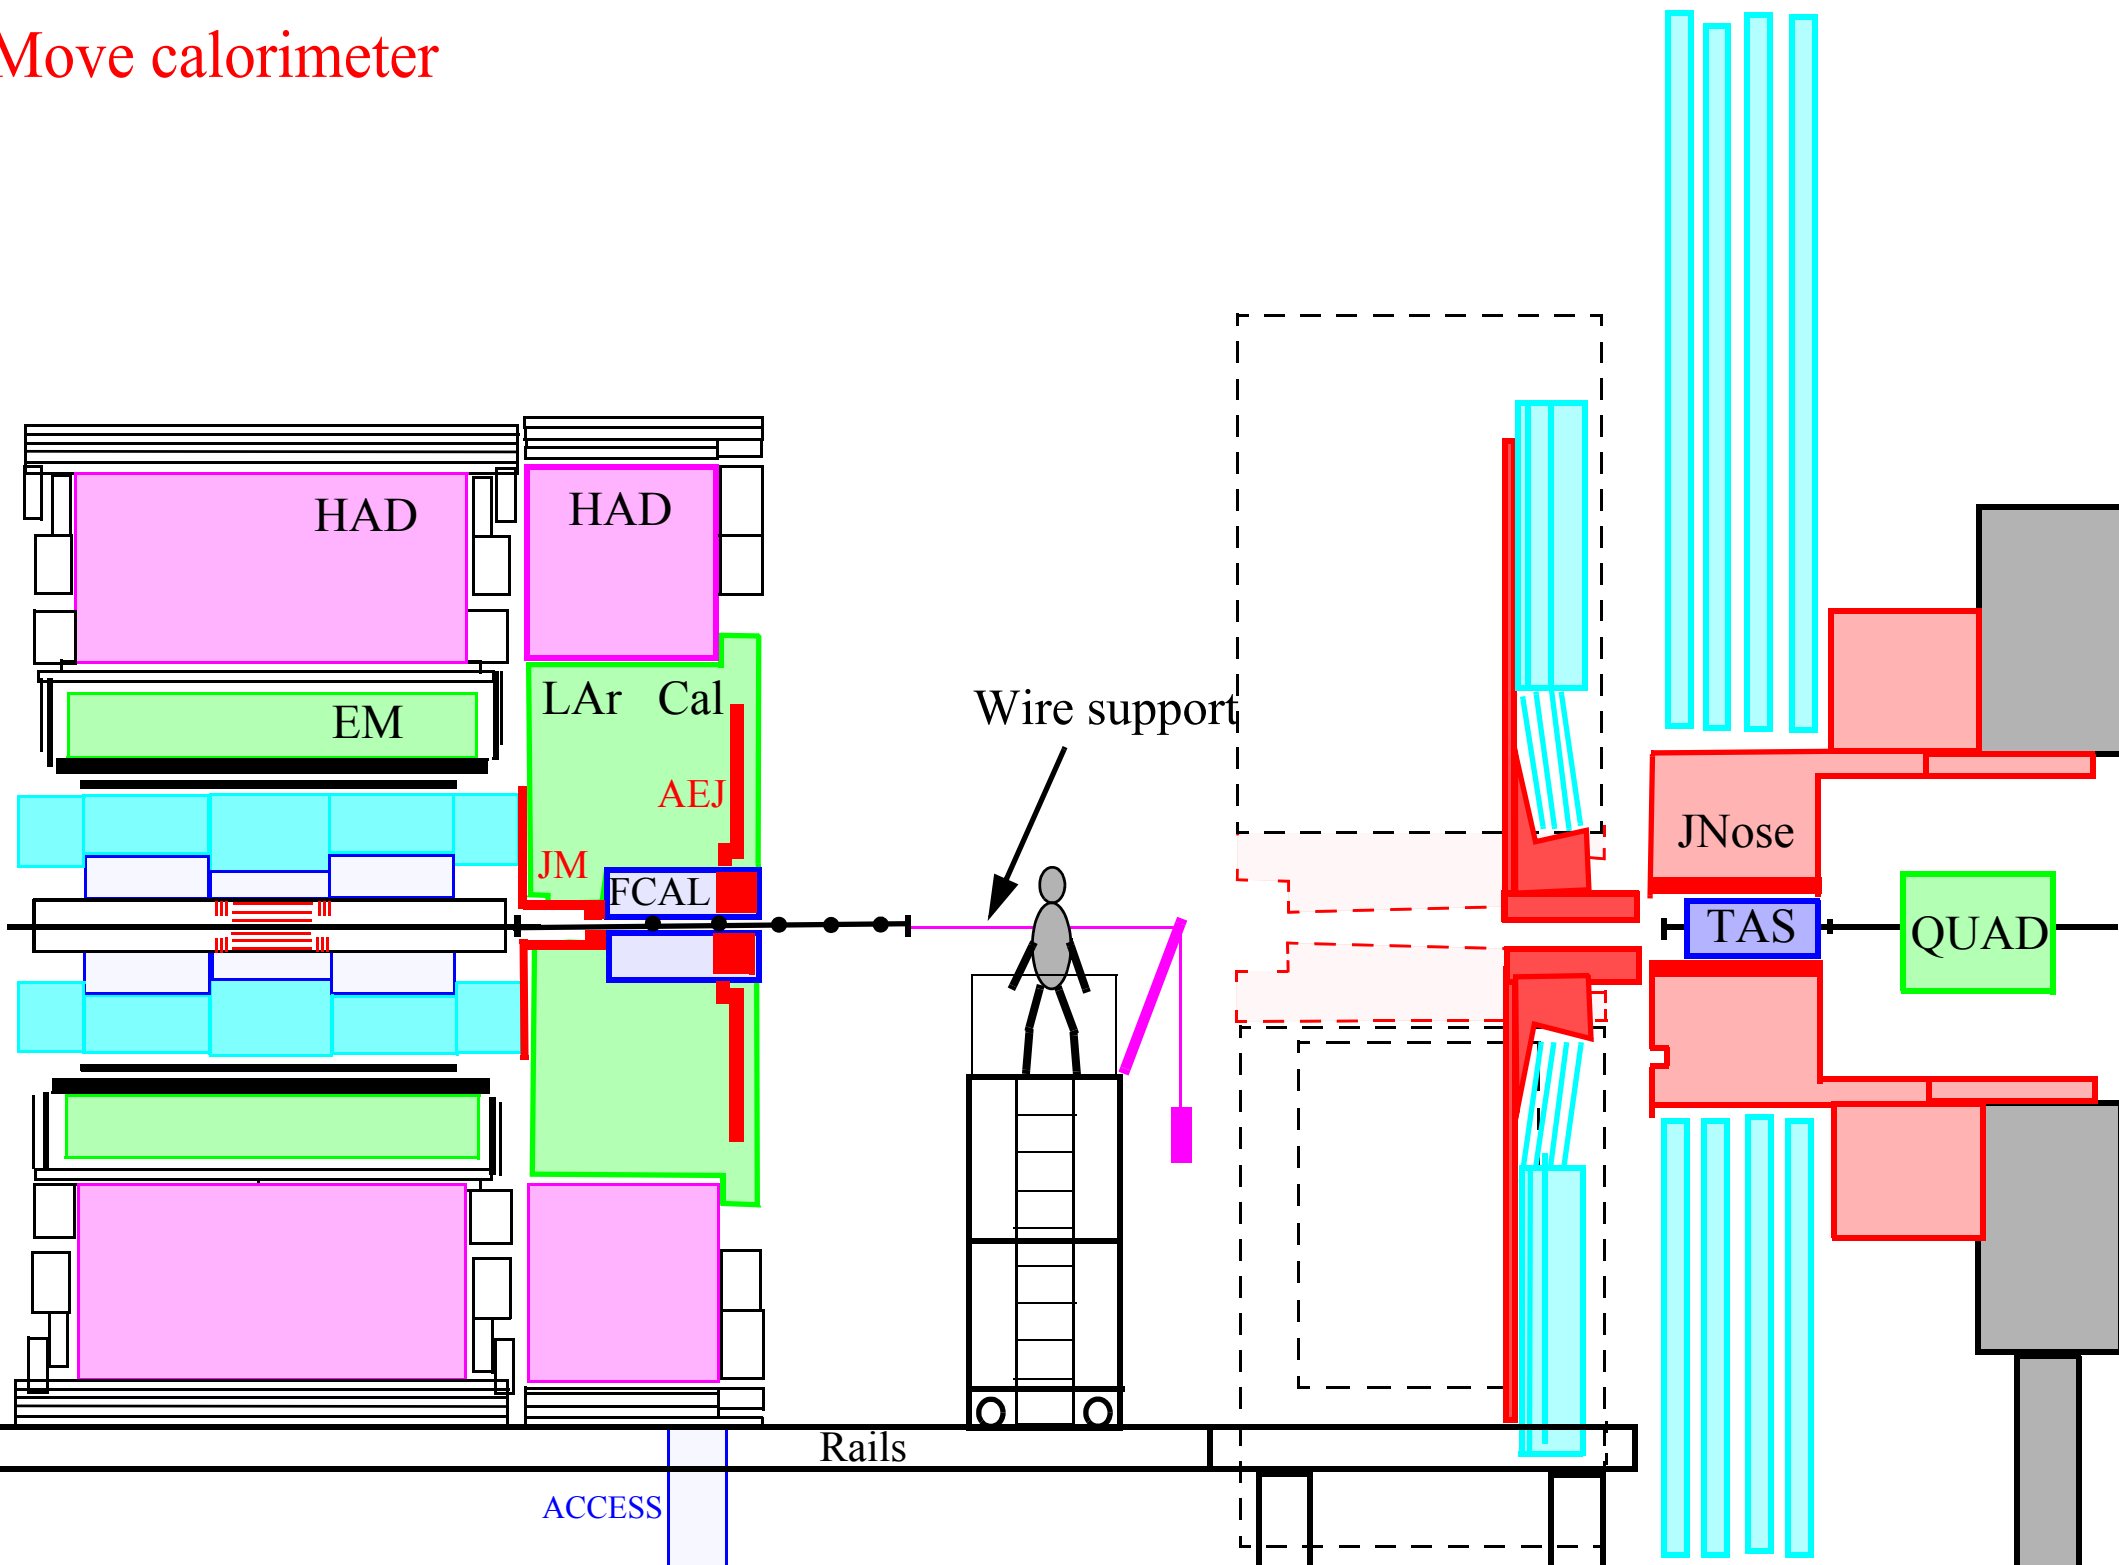 Move calorimeter
HAD
HAD
LAr Cal
EM
Wire support
AEJ
JM
FCAL
JNose
TAS
QUAD
Rails
ACCESS